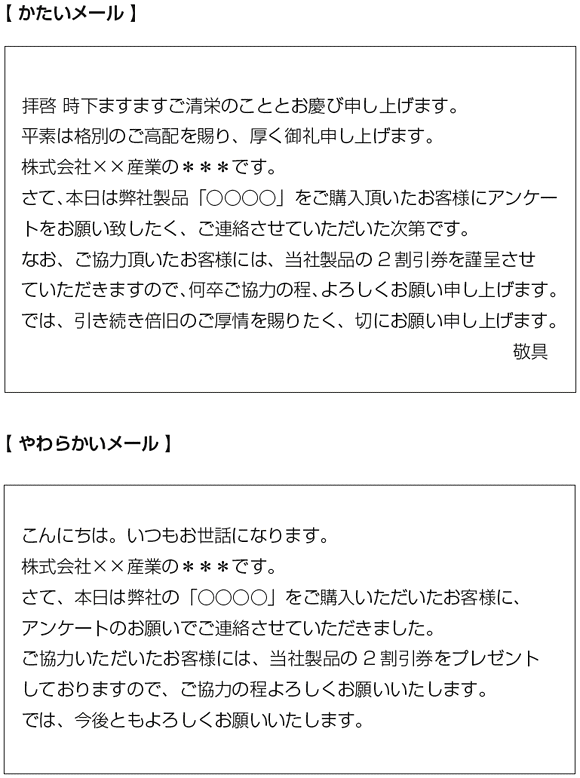 【 かたいメール 】
拝啓 時下ますますご清栄のこととお慶び申し上げます。
平素は格別のご高配を賜り、厚く御礼申し上げます。
株式会社××産業の＊＊＊です。
さて、本日は弊社製品「○○○○」をご購入頂いたお客様にアンケー
トをお願い致したく、ご連絡させていただいた次第です。
なお、ご協力頂いたお客様には、当社製品の２割引券を謹呈させ
ていただきますので、何卒ご協力の程、よろしくお願い申し上げます。
では、引き続き倍旧のご厚情を賜りたく、切にお願い申し上げます。
敬具
【 やわらかいメール 】
こんにちは。いつもお世話になります。
株式会社××産業の＊＊＊です。
さて、本日は弊社の「○○○○」をご購入いただいたお客様に、
アンケートのお願いでご連絡させていただきました。
ご協力いただいたお客様には、当社製品の２割引券をプレゼント
しておりますので、ご協力の程よろしくお願いいたします。
では、今後ともよろしくお願いいたします。